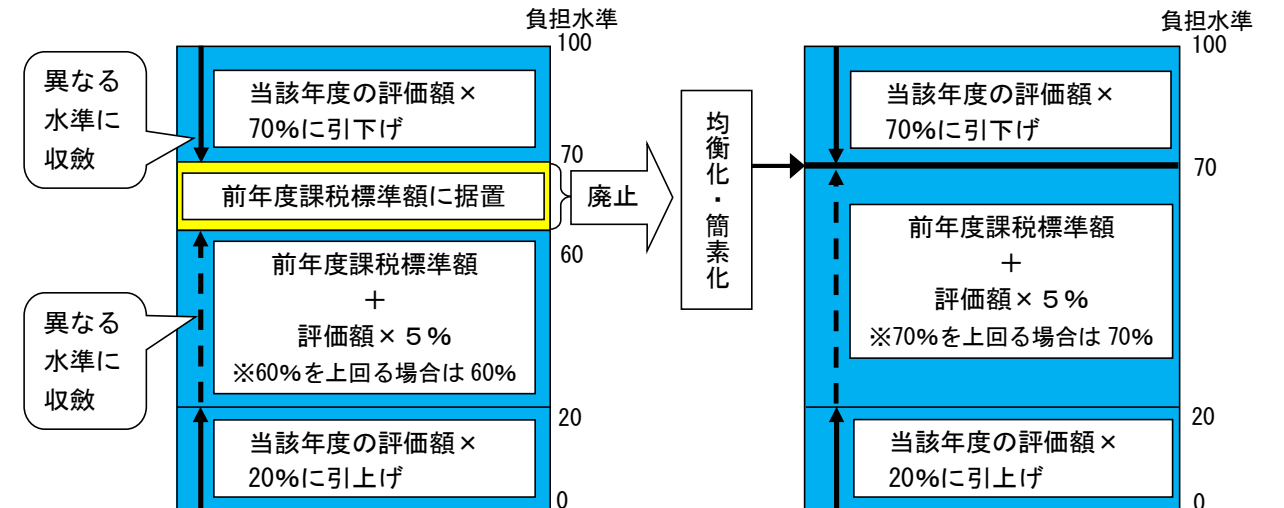 負担水準
100
異なる
水準に
収斂
当該年度の評価額×
70%に引下げ
70
前年度課税標準額に据置
廃止
60
前年度課税標準額
＋
評価額×５％
※60%を上回る場合は 60%
異なる
水準に
収斂
20
当該年度の評価額×
20%に引上げ
0
均衡化・簡素化
負担水準
100
当該年度の評価額×
70%に引下げ
70
前年度課税標準額
＋
評価額×５％
※70%を上回る場合は 70%
20
当該年度の評価額×
20%に引上げ
0